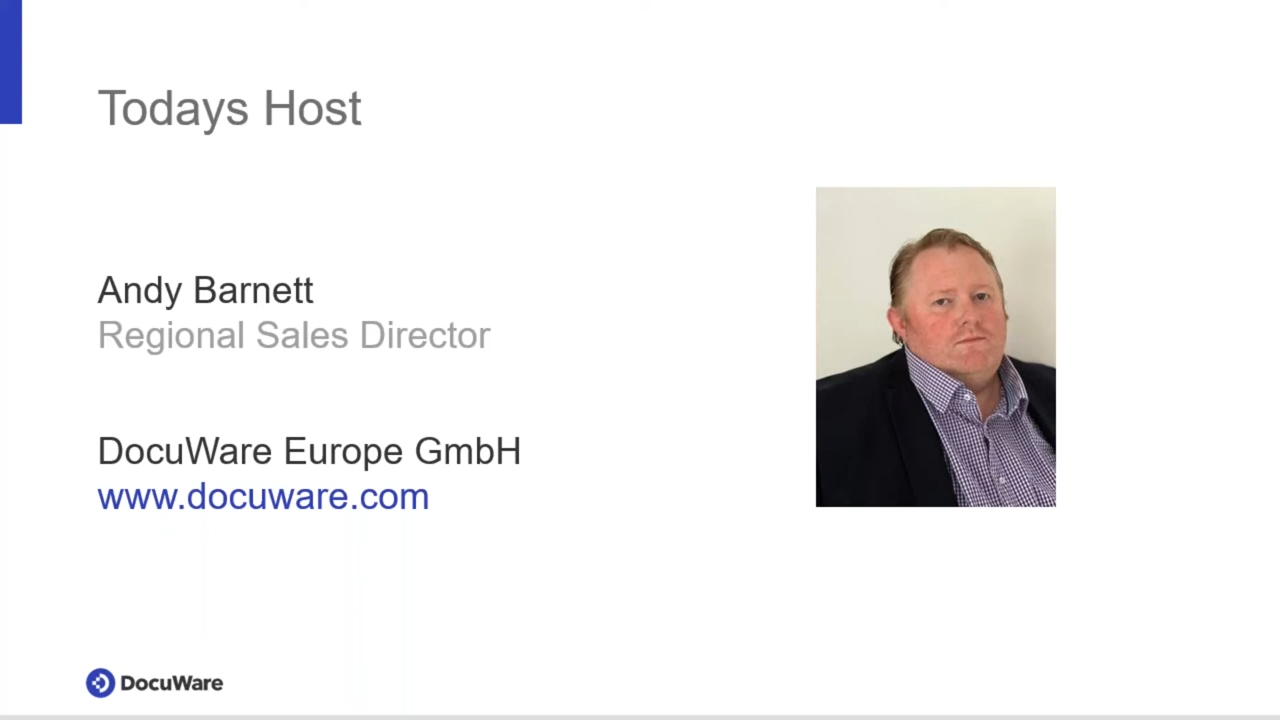 Todays Host
Andy Barnett
Regional Sales Director
DocuWare Europe GmbH
www.docuware.com
DocuWare